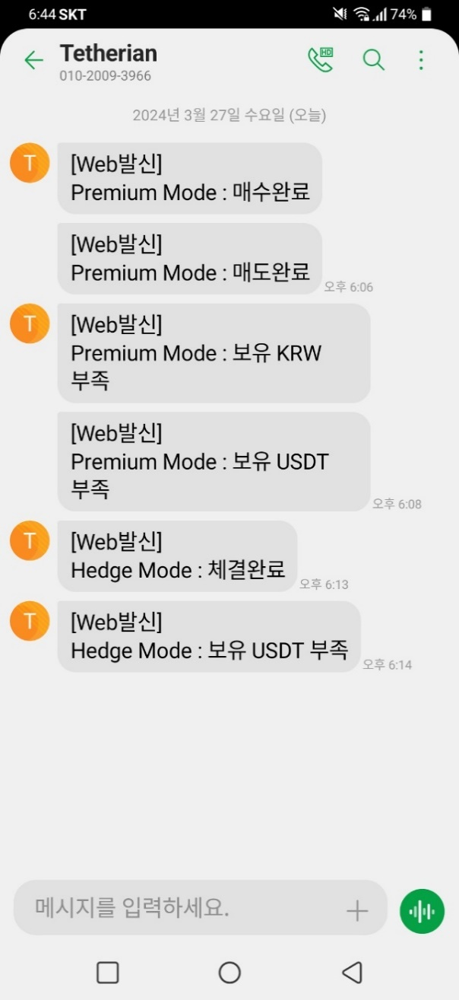 6:44 SKT 74%
Tetherian
010-2009-3966
HD
2024년 3월 27일 수요일 (오늘)
T
[Web발신]
Premium Mode : 매수완료
[Web발신]
Premium Mode : 매도완료
오후 6:06
T
[Web발신]
Premium Mode : 보유 KRW
부족
[Web발신]
Premium Mode : 보유 USDT
부족
오후 6:08
T
[Web발신]
Hedge Mode : 체결완료
오후 6:13
T
[Web발신]
Hedge Mode : 보유 USDT 부족
오후 6:14
메시지를 입력하세요.